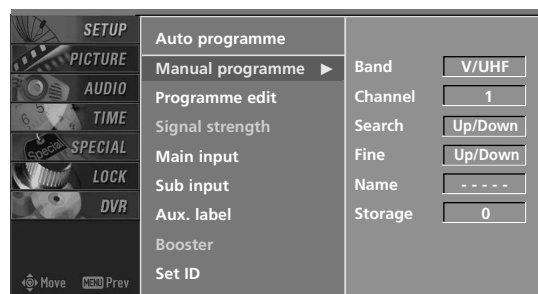 SETUP
PICTURE
AUDIO
TIME
SPECIAL
LOCK
DVR
Move MENU Prev
Auto programme
Manual programme ▶
Programme edit
Signal strength
Main input
Sub input
Aux. label
Booster
Set ID
Band V/UHF
Channel 1
Search Up/Down
Fine Up/Down
Name - - - - -
Storage 0